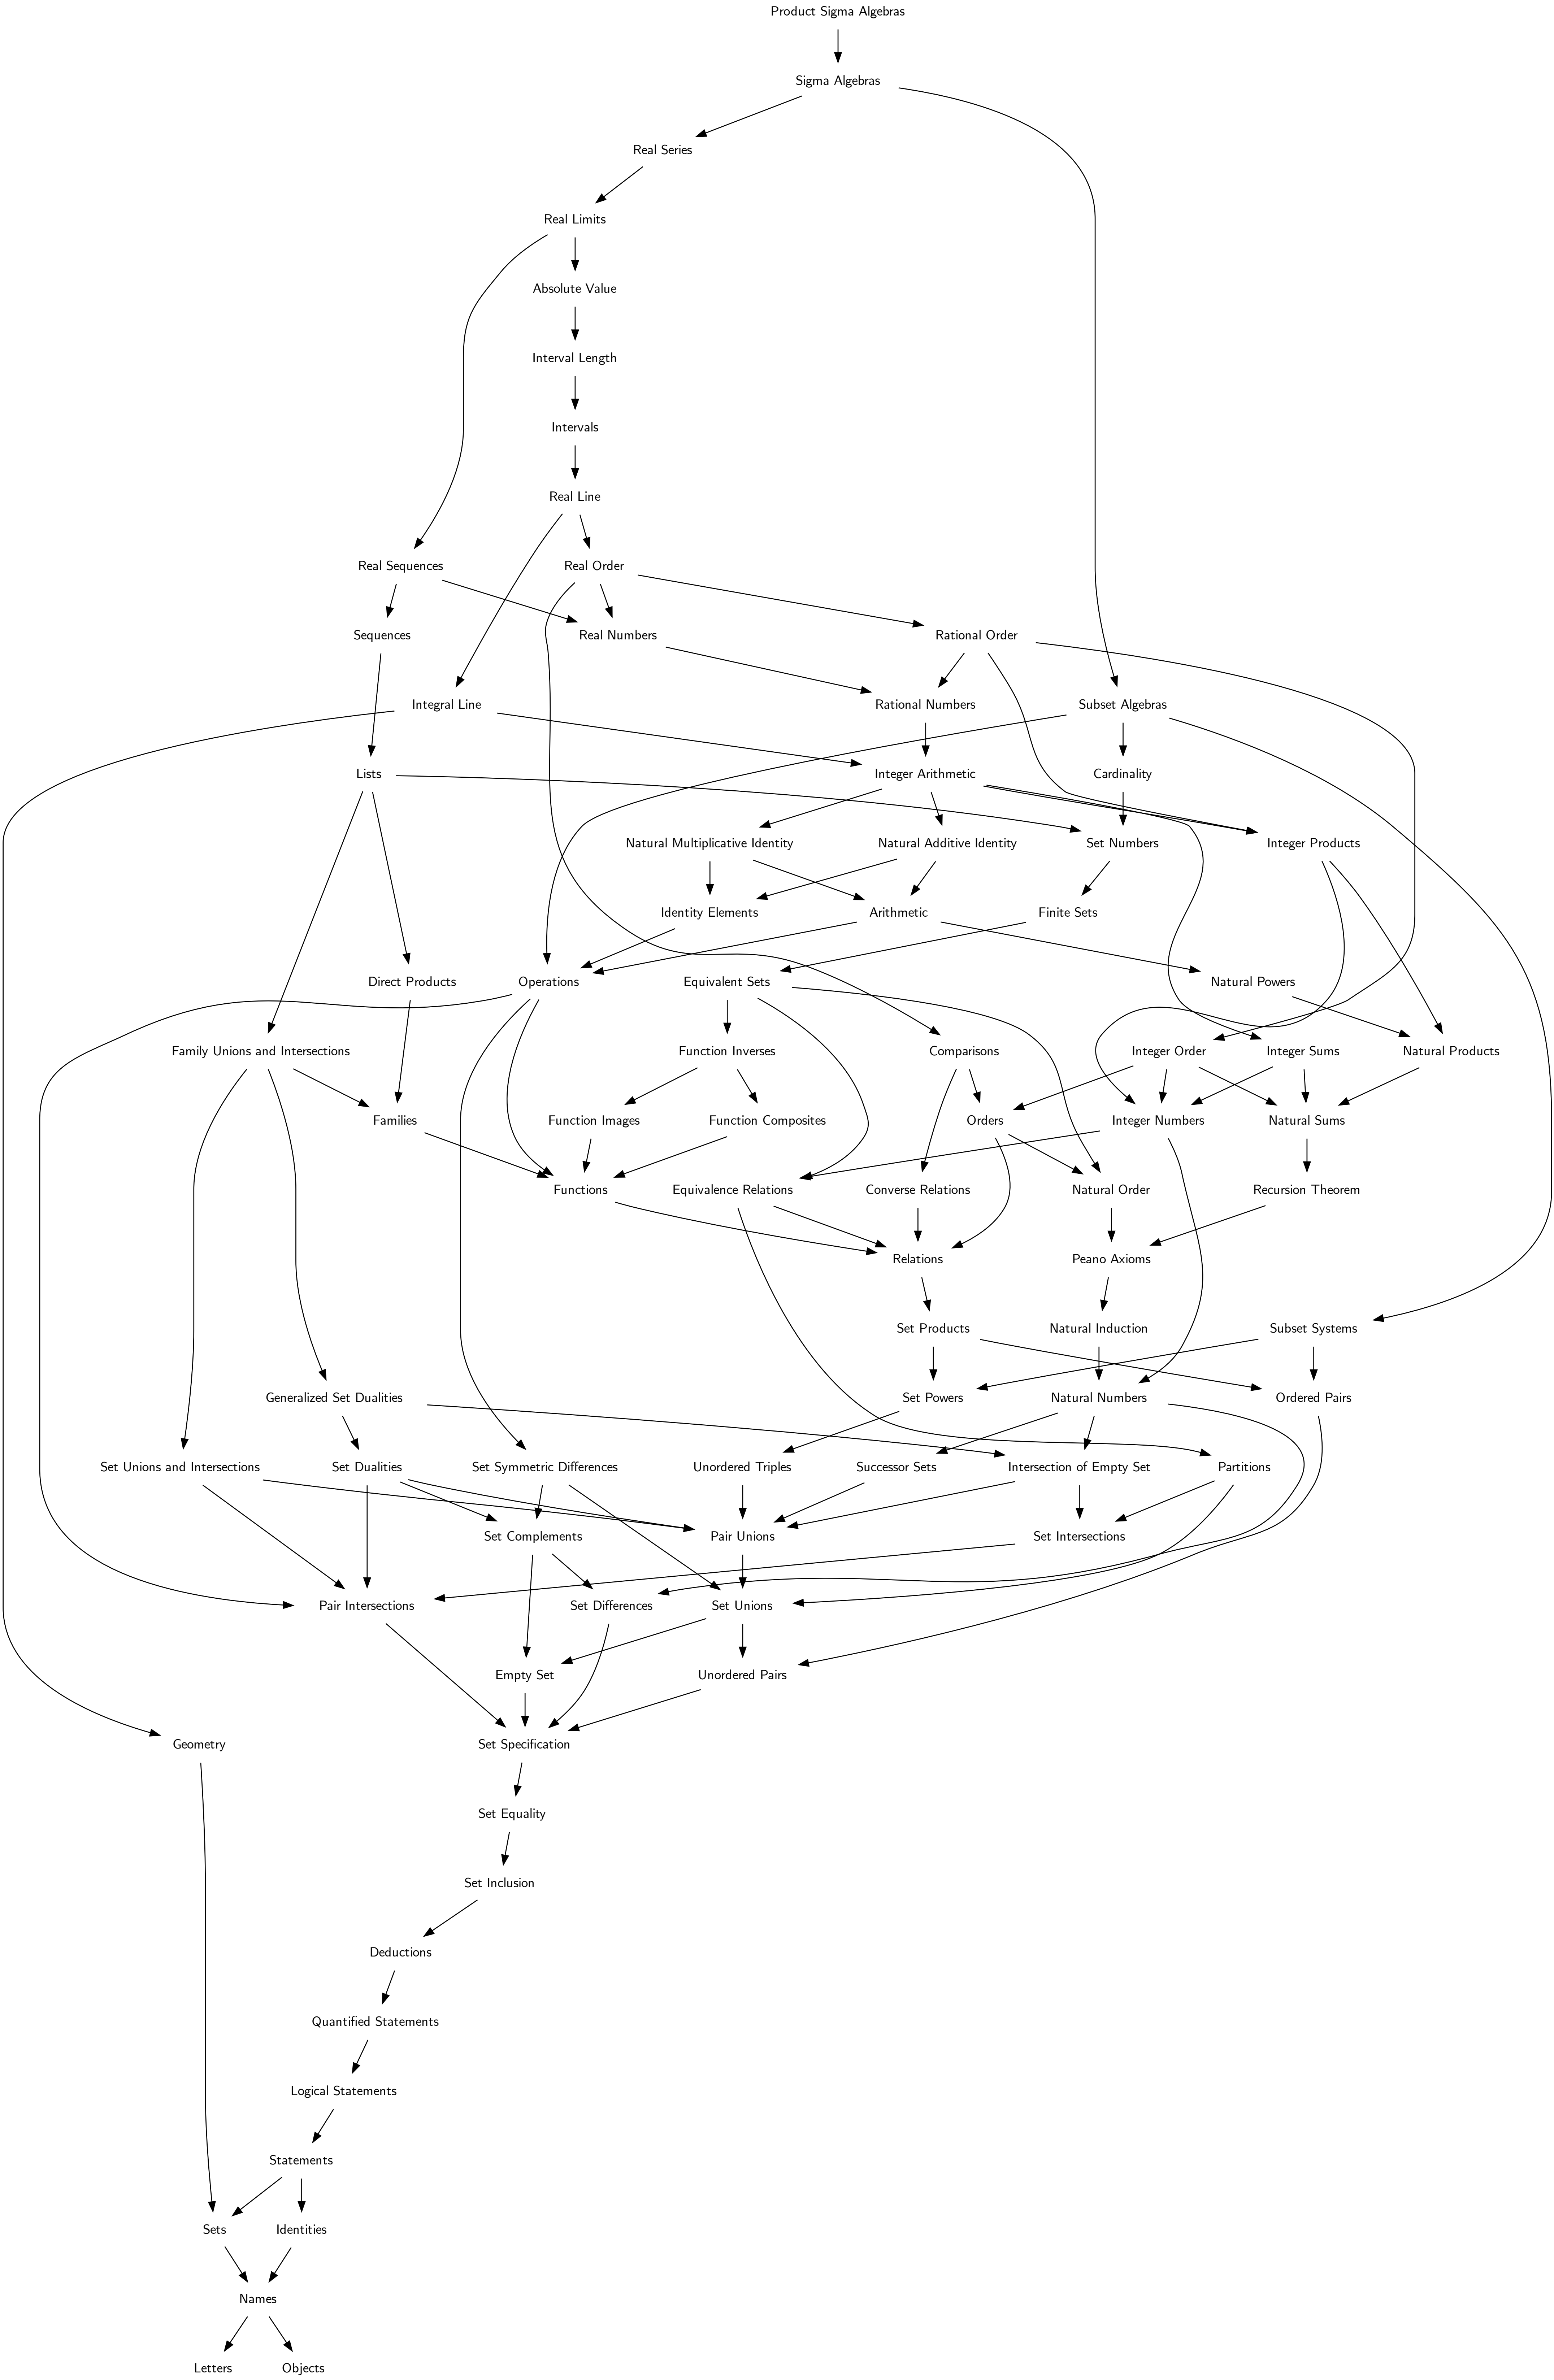 Product Sigma Algebras
Sigma Algebras
Real Series
Real Limits
Absolute Value
Interval Length
Intervals
Real Line
Real Sequences
Real Order
Sequences
Real Numbers
Rational Order
Integral Line
Rational Numbers
Subset Algebras
Lists
Integer Arithmetic
Cardinality
Natural Multiplicative Identity
Natural Additive Identity
Set Numbers
Integer Products
Identity Elements
Arithmetic
Finite Sets
Direct Products
Operations
Equivalent Sets
Natural Powers
Family Unions and Intersections
Function Inverses
Comparisons
Integer Order
Integer Sums
Natural Products
Families
Function Images
Function Composites
Orders
Integer Numbers
Natural Sums
Functions
Equivalence Relations
Converse Relations
Natural Order
Recursion Theorem
Relations
Peano Axioms
Set Products
Natural Induction
Subset Systems
Generalized Set Dualities
Set Powers
Natural Numbers
Ordered Pairs
Set Unions and Intersections
Set Dualities
Set Symmetric Differences
Unordered Triples
Successor Sets
Intersection of Empty Set
Partitions
Set Complements
Pair Unions
Set Intersections
Pair Intersections
Set Differences
Set Unions
Empty Set
Unordered Pairs
Geometry
Set Specification
Set Equality
Set Inclusion
Deductions
Quantified Statements
Logical Statements
Statements
Sets
Identities
Names
Letters
Objects